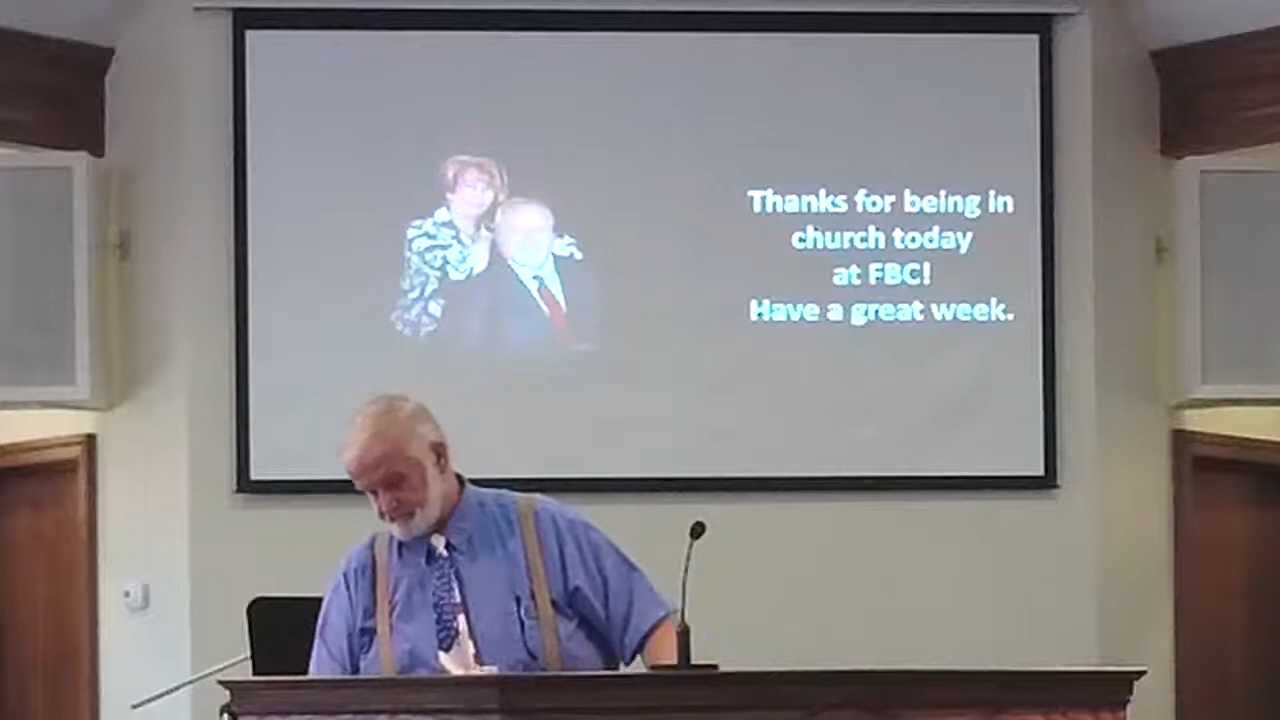 Thanks for being in
church today
at FBC!
Have a great week.